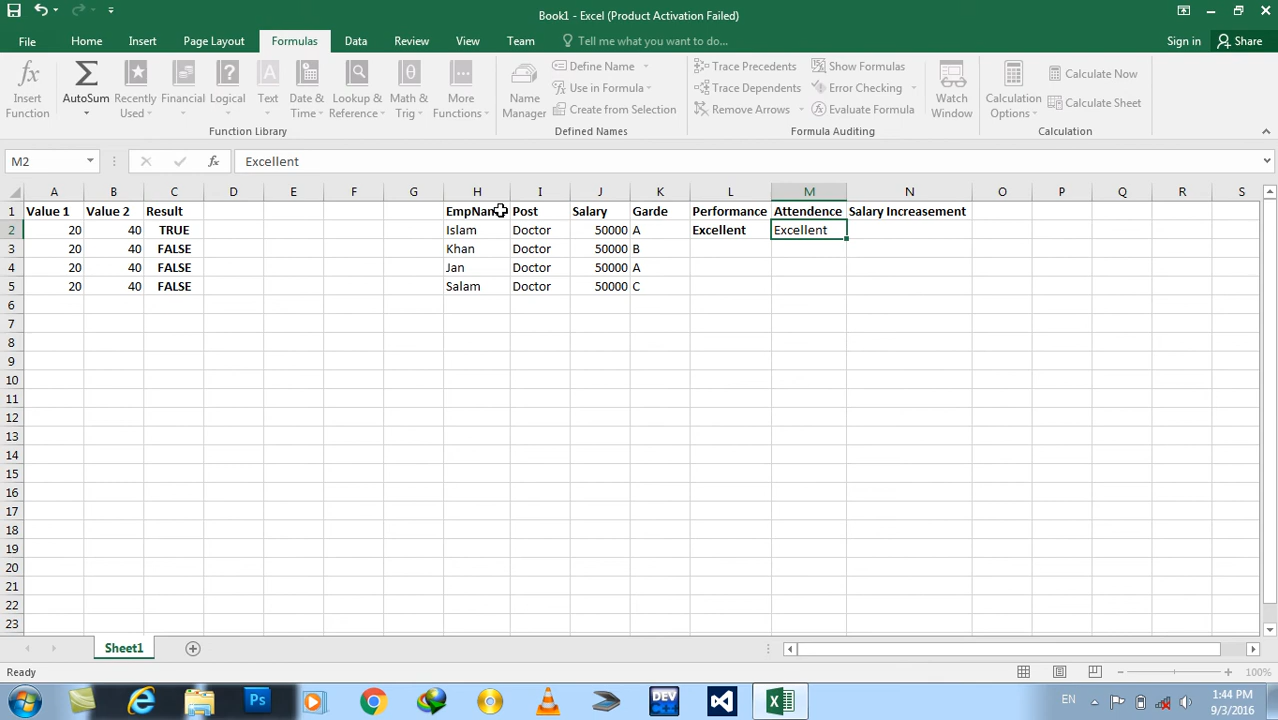 Book1 - Excel (Product Activation Failed)
File Home Insert Page Layout Formulas Data Review View Team Tell me what you want to do... Sign in Share
Insert Function
AutoSum
Recently Used
Financial
Logical
Text
Date & Time
Lookup & Reference
Math & Trig
More Functions
Function Library
Name Manager
Define Name
Use in Formula
Create from Selection
Defined Names
Trace Precedents
Trace Dependents
Remove Arrows
Show Formulas
Error Checking
Evaluate Formula
Formula Auditing
Watch Window
Calculation Options
Calculate Now
Calculate Sheet
Calculation
M2 fx Excellent
A B C D E F G H I J K L M N O P Q R S
1 Value 1 Value 2 Result EmpNam Post Salary Garde Performance Attendence Salary Increasement
2 20 40 TRUE Islam Doctor 50000 A Excellent Excellent
3 20 40 FALSE Khan Doctor 50000 B
4 20 40 FALSE Jan Doctor 50000 A
5 20 40 FALSE Salam Doctor 50000 C
6
7
8
9
10
11
12
13
14
15
16
17
18
19
20
21
22
23
Sheet1
Ready 100%
Ps DEV EN 1:44 PM
9/3/2016